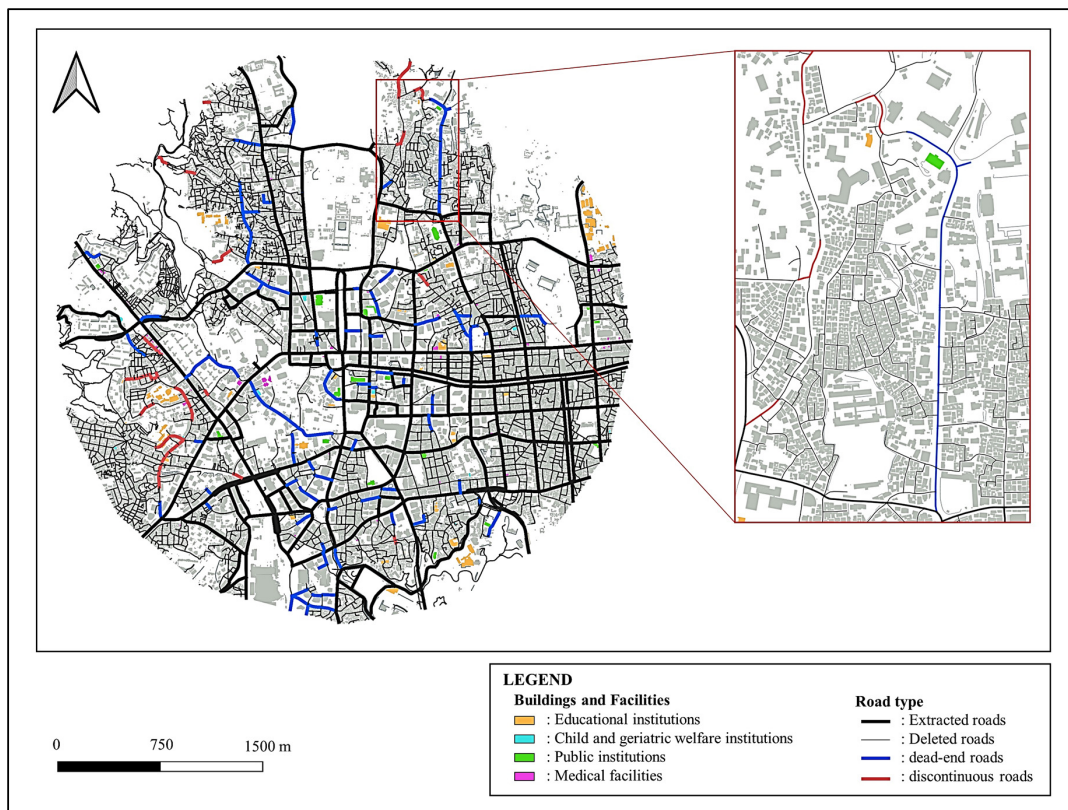 LEGEND
Buildings and Facilities
: Educational institutions
: Child and geriatric welfare institutions
: Public institutions
: Medical facilities
Road type
: Extracted roads
: Deleted roads
: dead-end roads
: discontinuous roads
0 750 1500 m